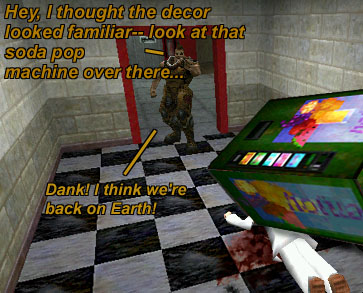 Hey, I thought the decor
looked familiar-- look at that
soda pop
machine over there...
Dank! I think we're
back on Earth!